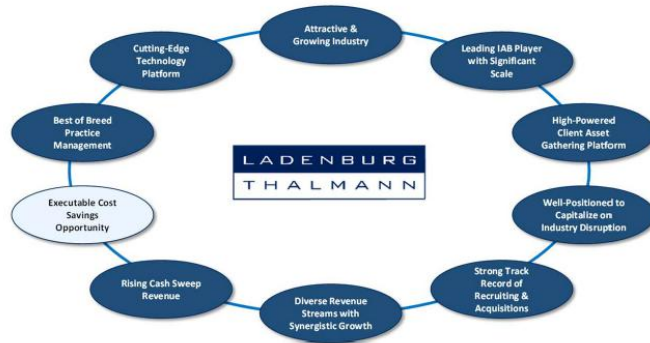 Attractive &
Growing Industry
Leading IAB Player
with Significant
Scale
High-Powered
Client Asset
Gathering Platform
Well-Positioned to
Capitalize on
Industry Disruption
Strong Track
Record of
Recruiting &
Acquisitions
Diverse Revenue
Streams with
Synergistic Growth
Rising Cash Sweep
Revenue
Executable Cost
Savings
Opportunity
Best of Breed
Practice
Management
Cutting-Edge
Technology
Platform
LADENBURG
THALMANN